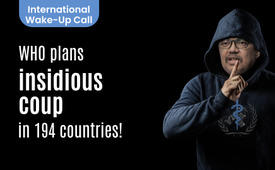 International
Wake-Up Call
WHO plans
insidious
coup
in 194 countries!